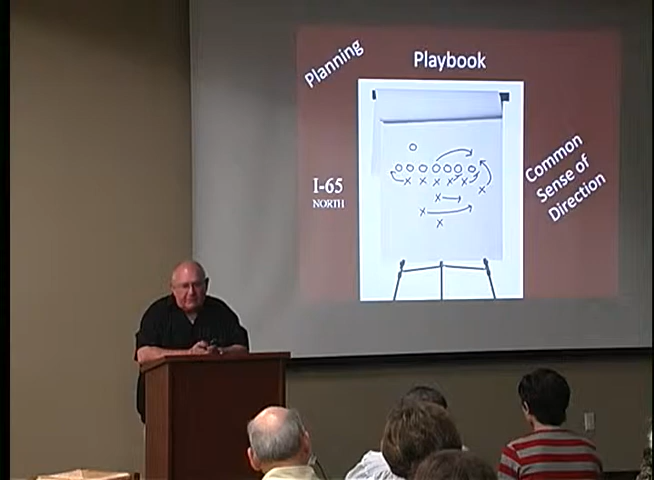 Planning
Playbook
I-65
NORTH
Common
Sense of
Direction